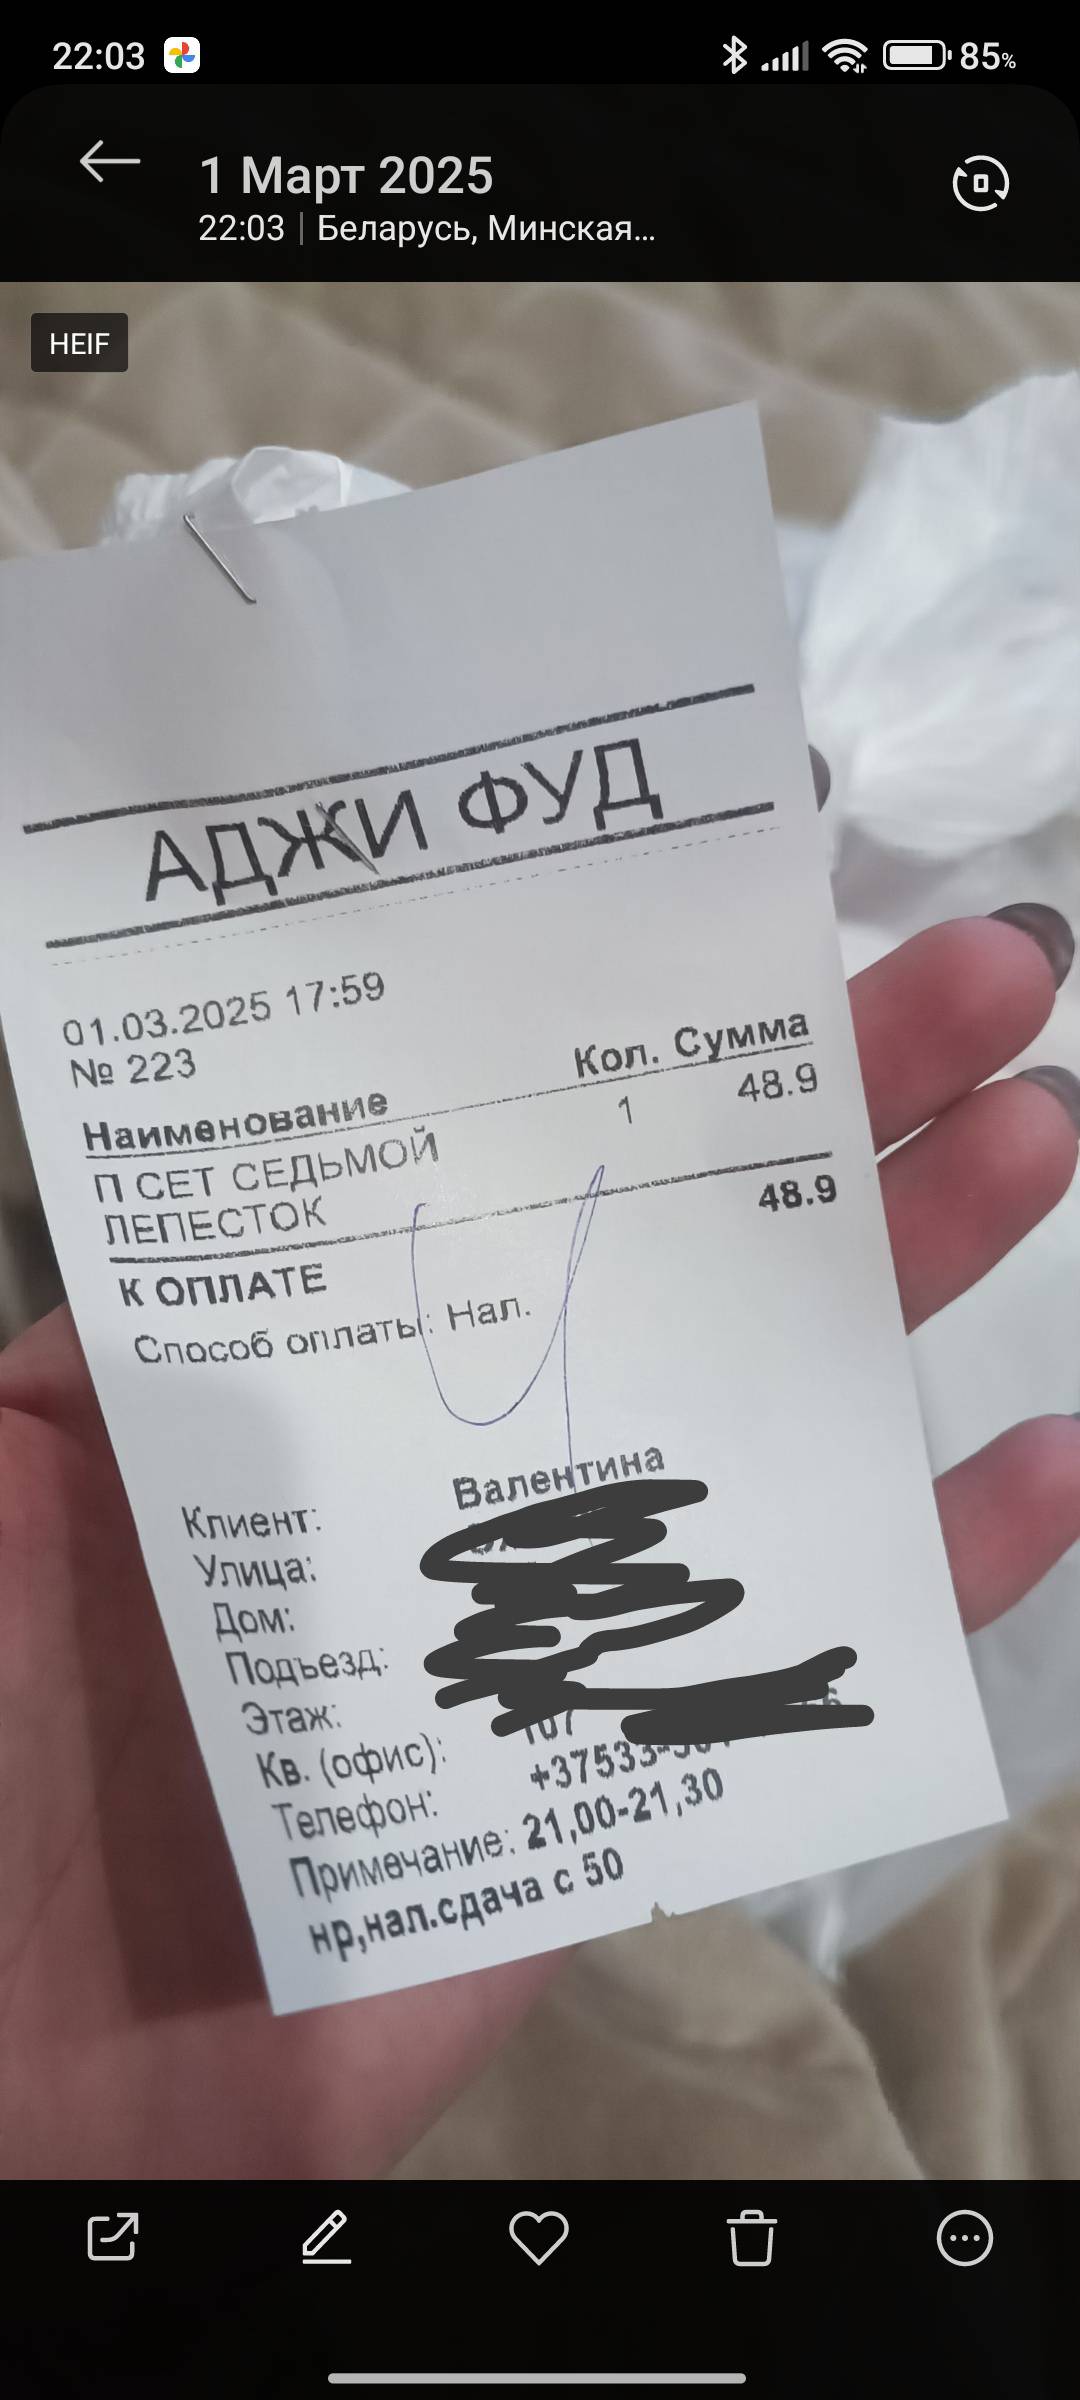 22:03
85%
1 Март 2025
22:03 | Беларусь, Минская...
HEIF
АДЖИ ФУД
01.03.2025 17:59
№ 223
Наименование Кол. Сумма
П СЕТ СЕДЬМОЙ 1 48.9
ЛЕПЕСТОК
К ОПЛАТЕ 48.9
Способ оплаты: Нал.
Клиент: Валентина
Улица:
Дом:
Подъезд:
Этаж:
Кв. (офис): 107
Телефон: +37533-
Примечание: 21,00-21,30
нр,нал.сдача с 50